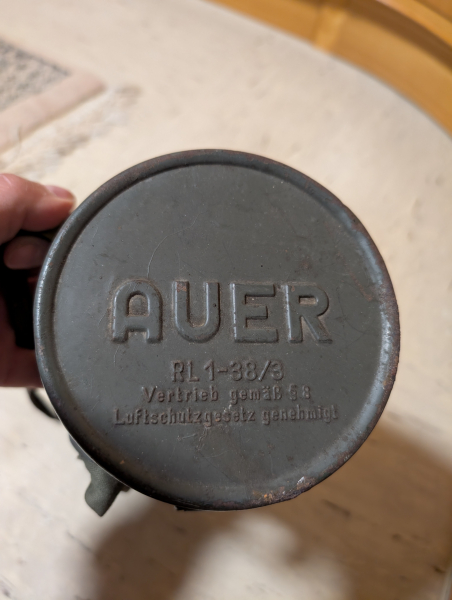 AUER
RL 1-38/3
Vertrieb gemäß § 8
Luftschutzgesetz genehmigt